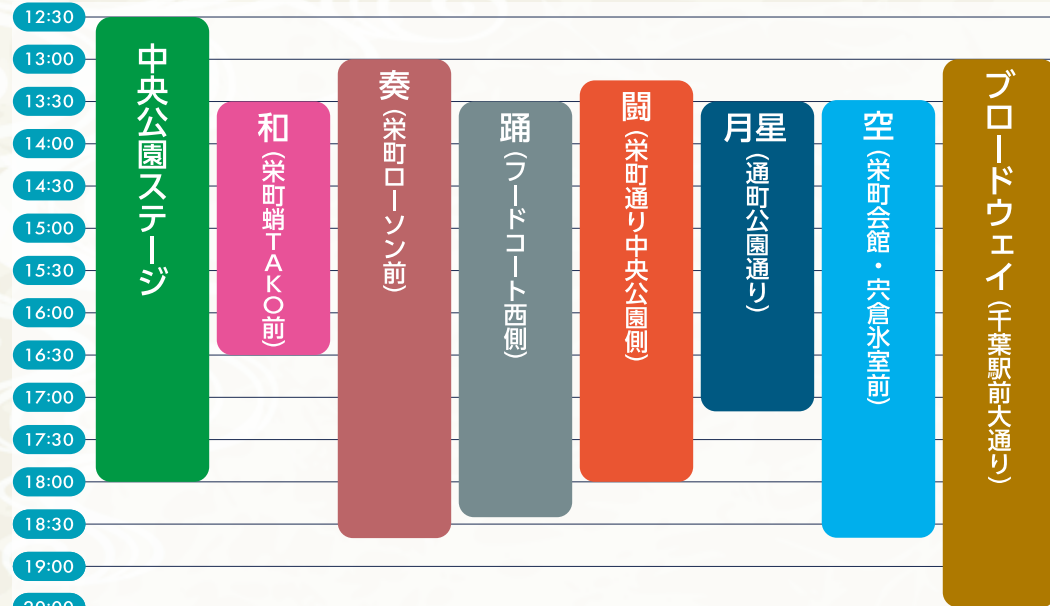 12:30
13:00
13:30
14:00
14:30
15:00
15:30
16:00
16:30
17:00
17:30
18:00
18:30
19:00
20:00
中央公園ステージ
和(栄町蛸TAKO前)
奏(栄町ローソン前)
踊(フードコート西側)
闘(栄町通り中央公園側)
月星(通町公園通り)
空(栄町会館・宍倉氷室前)
ブロードウェイ(千葉駅前大通り)